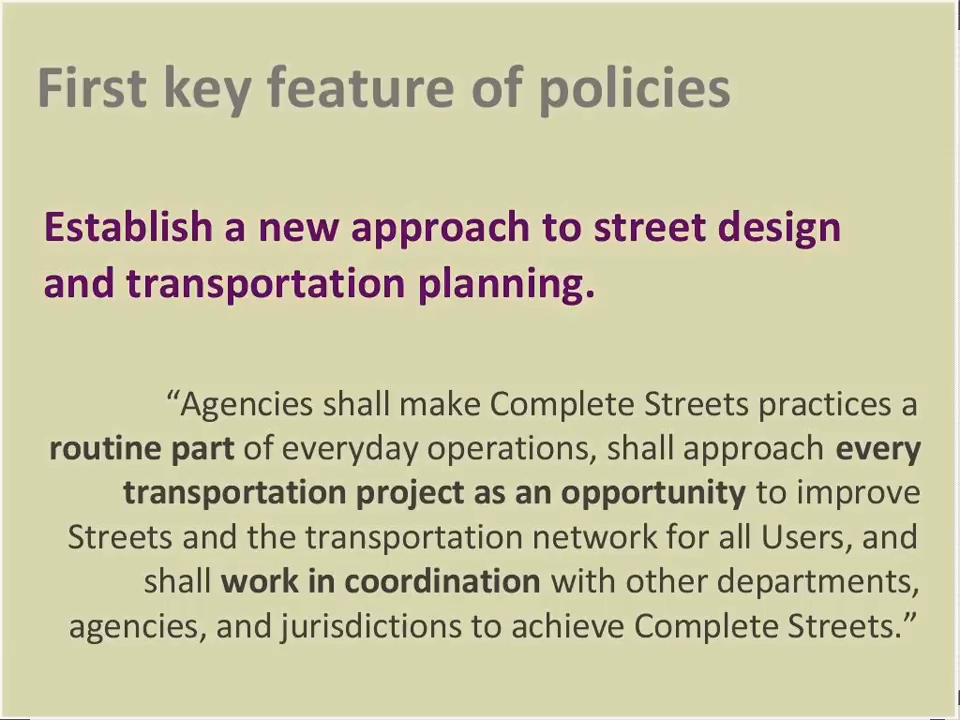 First key feature of policies
Establish a new approach to street design
and transportation planning.
“Agencies shall make Complete Streets practices a
routine part of everyday operations, shall approach every
transportation project as an opportunity to improve
Streets and the transportation network for all Users, and
shall work in coordination with other departments,
agencies, and jurisdictions to achieve Complete Streets.”